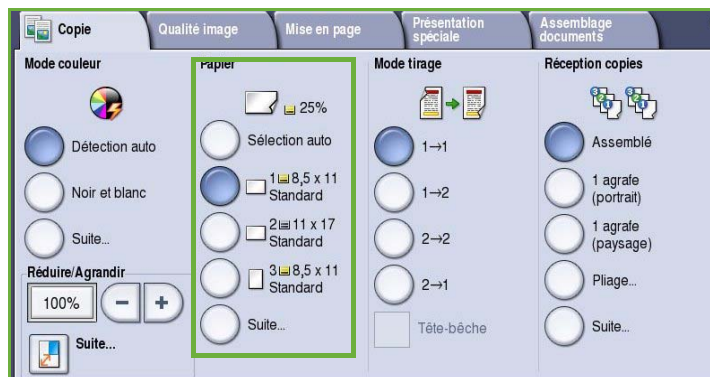 Copie
Qualité image
Mise en page
Présentation
spéciale
Assemblage
documents
Mode couleur
Détection auto
Noir et blanc
Suite...
Réduire/Agrandir
100%
Suite...
Papier
25%
Sélection auto
1 8,5 x 11
Standard
2 11 x 17
Standard
3 8,5 x 11
Standard
Suite...
Mode tirage
1→1
1→2
2→2
2→1
Tête-bêche
Réception copies
Assemblé
1 agrafe
(portrait)
1 agrafe
(paysage)
Pliage...
Suite...